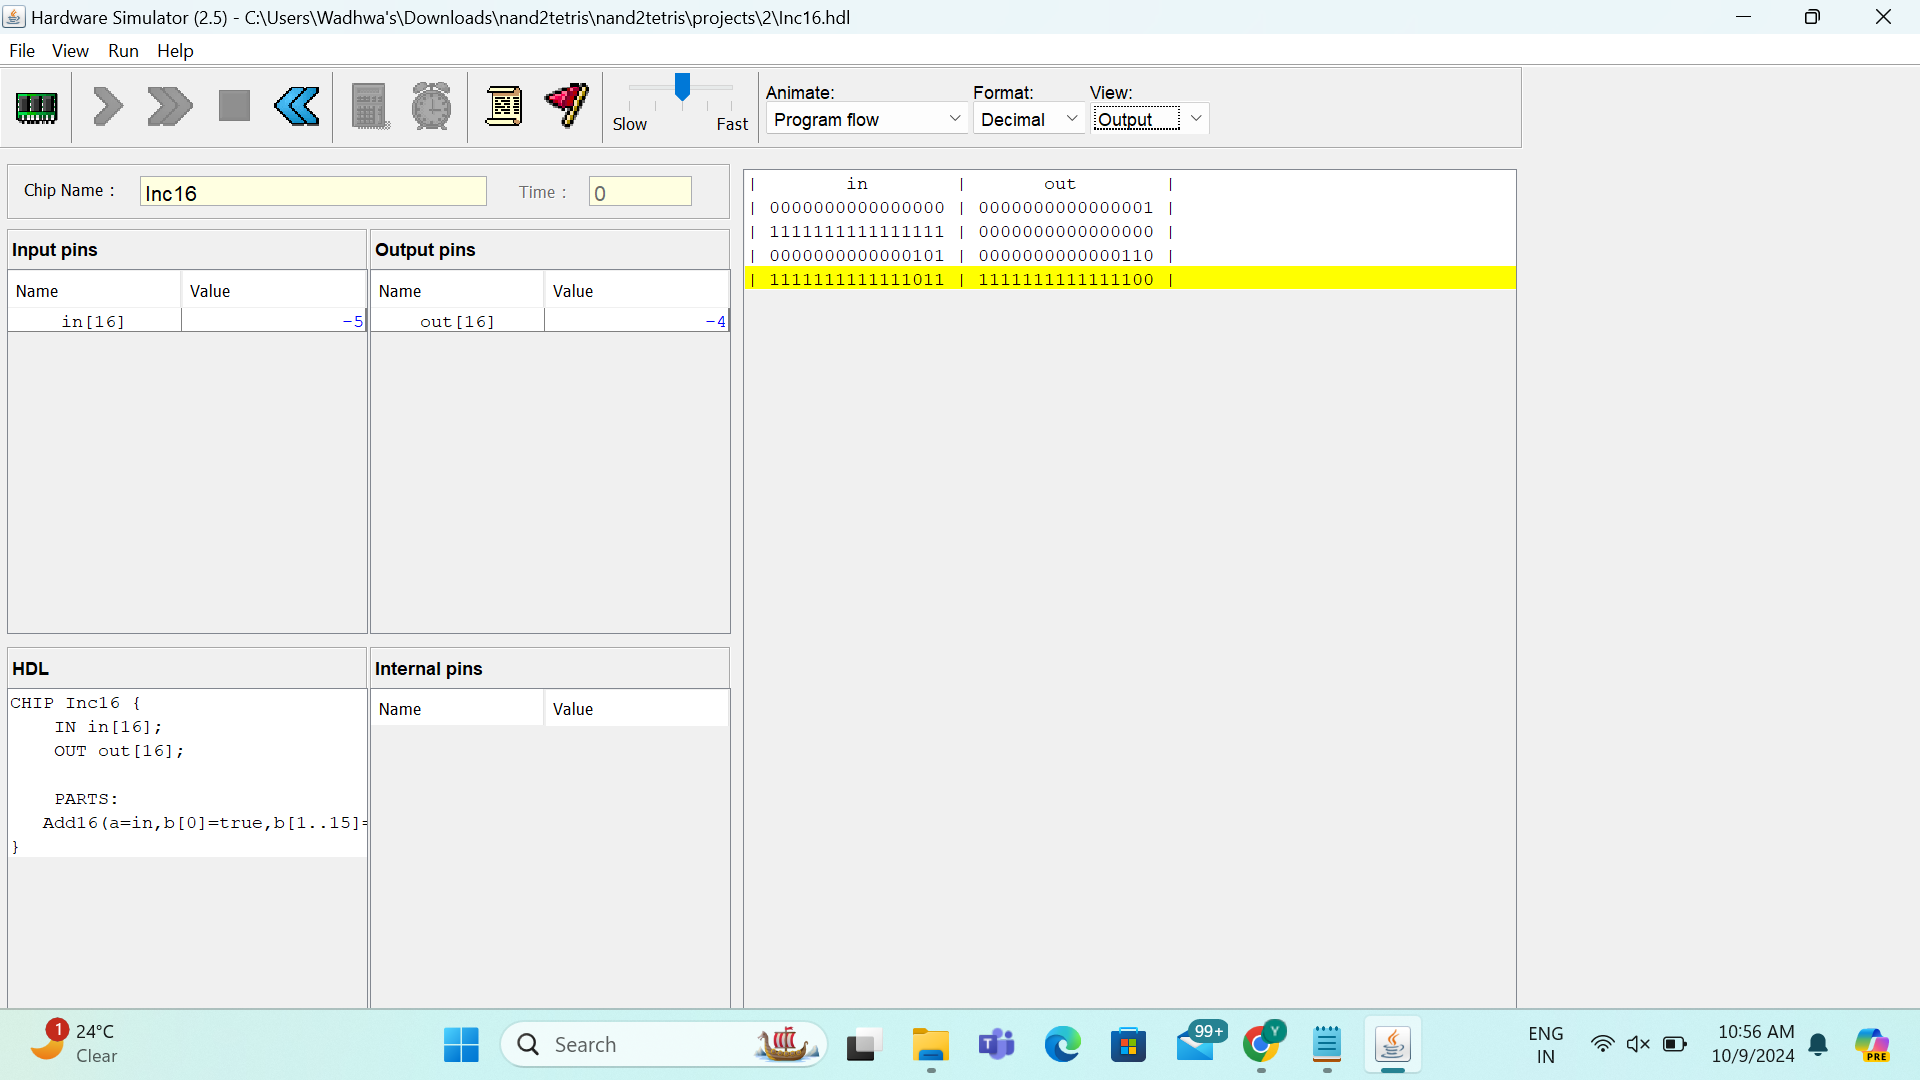 Hardware Simulator (2.5) - C:\Users\Wadhwa's\Downloads\nand2tetris\nand2tetris\projects\2\Inc16.hdl
File View Run Help
Slow Fast
Animate:
Program flow
Format:
Decimal
View:
Output
Chip Name : Inc16 Time : 0
Input pins
Name Value
in[16] -5
Output pins
Name Value
out[16] -4
| in | out |
| 0000000000000000 | 0000000000000001 |
| 1111111111111111 | 0000000000000000 |
| 0000000000000101 | 0000000000000110 |
| 1111111111111011 | 1111111111111100 |
HDL
CHIP Inc16 {
IN in[16];
OUT out[16];
PARTS:
Add16(a=in,b[0]=true,b[1..15]=
}
Internal pins
Name Value
1
24°C
Clear
Search
99+
Y
ENG
IN
10:56 AM
10/9/2024
PRE